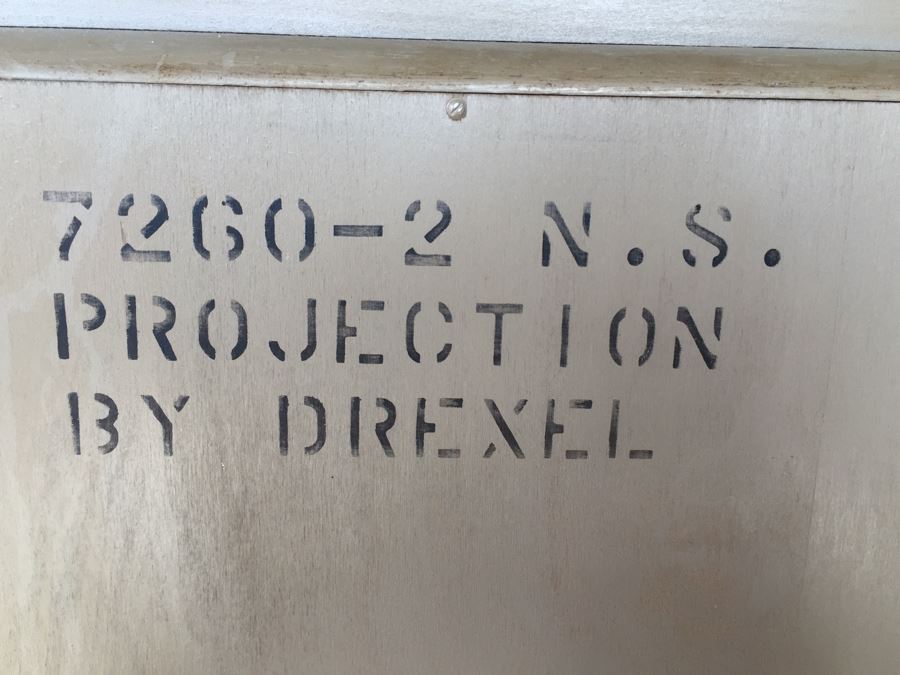 7260-2 N.S.
PROJECTION
BY DREXEL